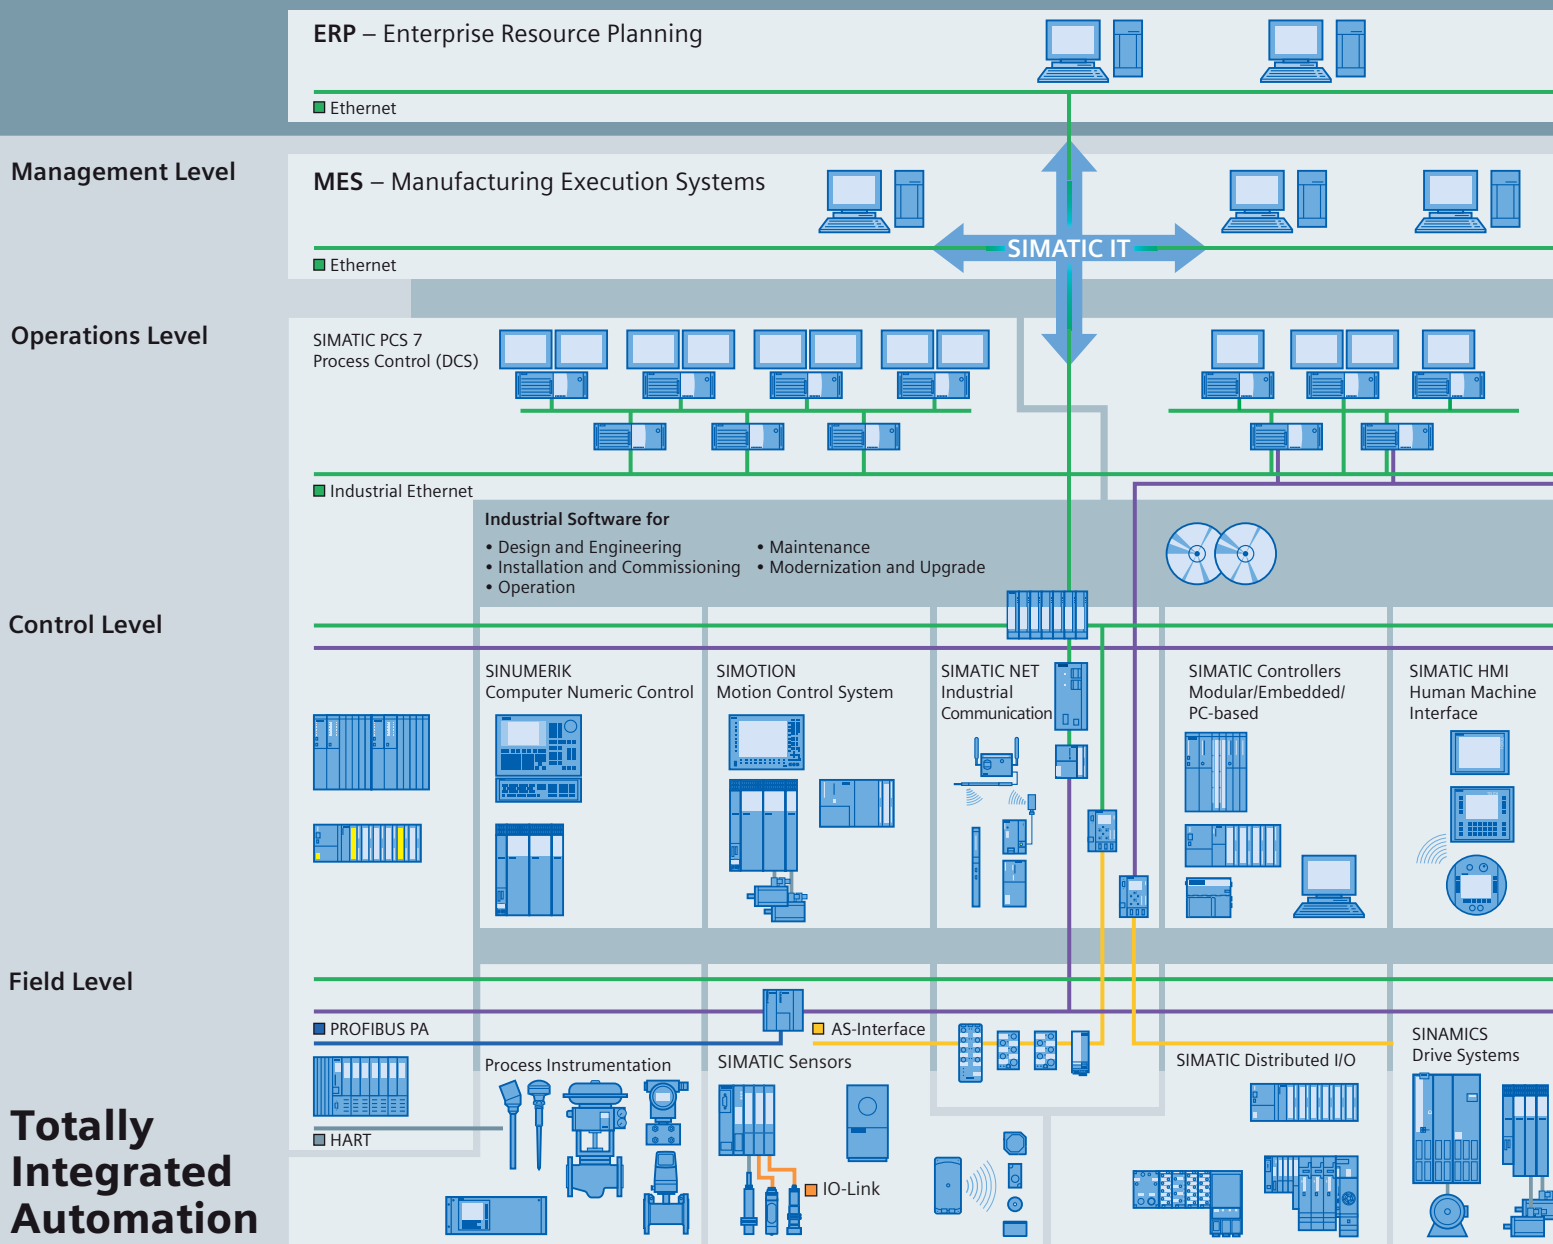 ERP – Enterprise Resource Planning
Ethernet
Management Level
MES – Manufacturing Execution Systems
SIMATIC IT
Ethernet
Operations Level
SIMATIC PCS 7
Process Control (DCS)
Industrial Ethernet
Industrial Software for
• Design and Engineering
• Installation and Commissioning
• Operation
• Maintenance
• Modernization and Upgrade
Control Level
SINUMERIK
Computer Numeric Control
SIMOTION
Motion Control System
SIMATIC NET
Industrial
Communication
SIMATIC Controllers
Modular/Embedded/
PC-based
SIMATIC HMI
Human Machine
Interface
Field Level
PROFIBUS PA
AS-Interface
Process Instrumentation
SIMATIC Sensors
SIMATIC Distributed I/O
SINAMICS
Drive Systems
HART
IO-Link
Totally
Integrated
Automation